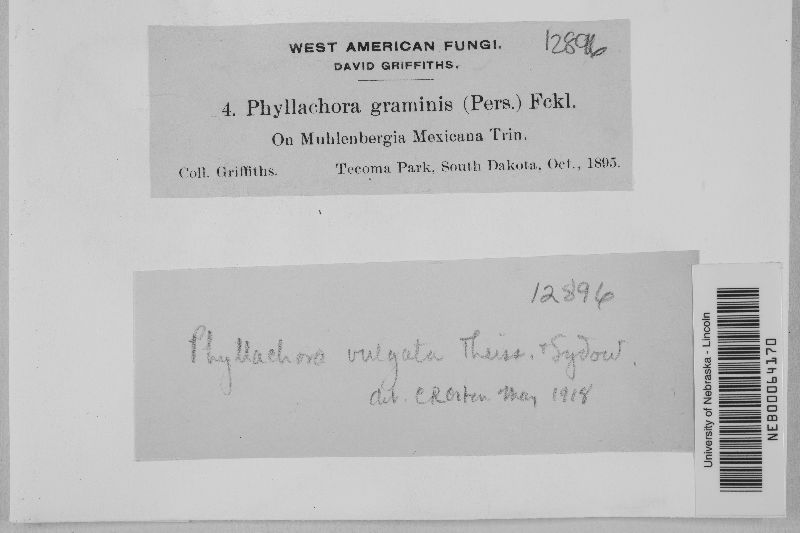 WEST AMERICAN FUNGI.
12896
DAVID GRIFFITHS.
4. Phyllachora graminis (Pers.) Fckl.
On Muhlenbergia Mexicana Trin.
Coll. Griffiths. Tecoma Park, South Dakota, Oct., 1895.
12896
Phyllachora vulgata Theiss. & Sydow.
det. C R Orton May 1918
University of Nebraska - Lincoln
NEB00064170